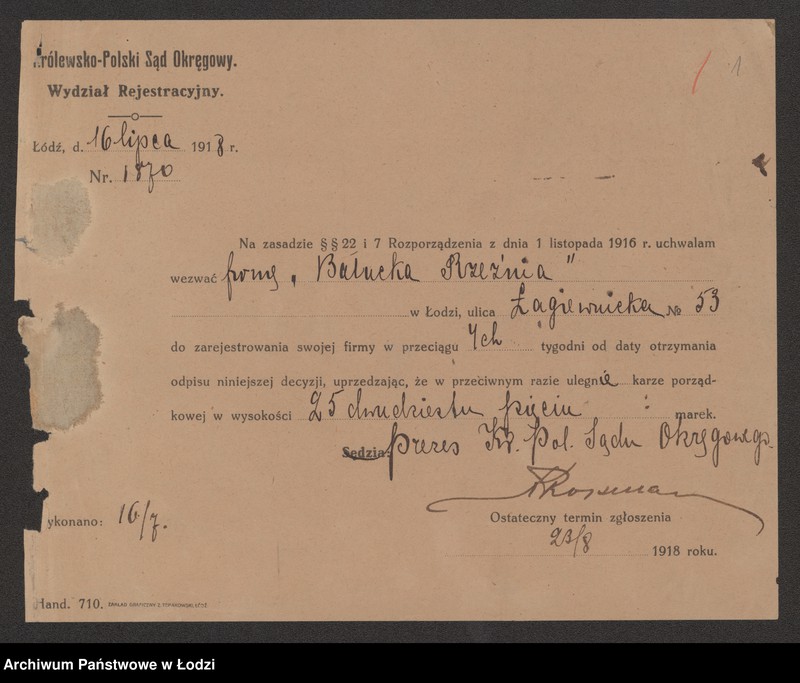 Królewsko-Polski Sąd Okręgowy.
Wydział Rejestracyjny.
Łódź, d. 16 lipca 1918 r.
Nr. 1870
1
Na zasadzie §§ 22 i 7 Rozporządzenia z dnia 1 listopada 1916 r. uchwalam
wezwać firmę „Bałucka Rzeźnia”
w Łodzi, ulica Łagiewnicka № 53
do zarejestrowania swojej firmy w przeciągu 4ch tygodni od daty otrzymania
odpisu niniejszej decyzji, uprzedzając, że w przeciwnym razie ulegnie karze porząd-
kowej w wysokości 25 dwudziestu pięciu marek.
Sędzia: Prezes Kr. Pol. Sądu Okręgowego.
Ostateczny termin zgłoszenia
ykonano: 16/7.
23/8 1918 roku.
Hand. 710. ZAKŁAD GRAFICZNY
Archiwum Państwowe w Łodzi